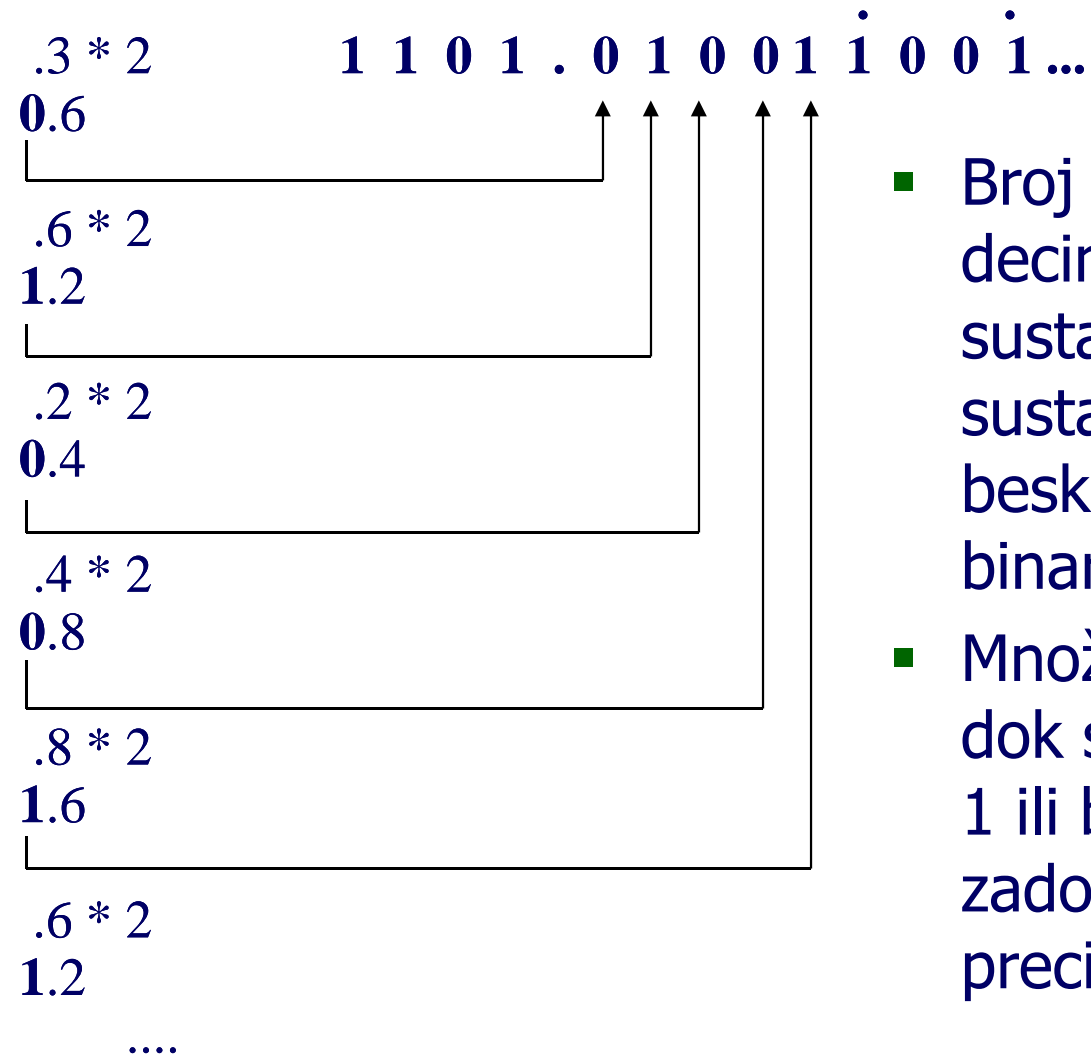 .3 * 2
1 1 0 1 . 0 1 0 0 1 1̇ 0 0 1̇ ...
0.6
.6 * 2
1.2
.2 * 2
0.4
.4 * 2
0.8
.8 * 2
1.6
.6 * 2
1.2
....
Broj
decim
susta
susta
besk
binar
Množ
dok s
1 ili b
zado
preci